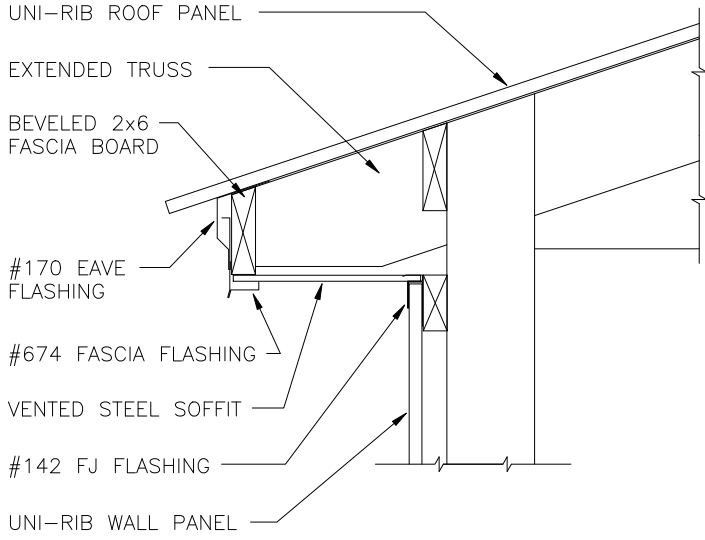 UNI-RIB ROOF PANEL
EXTENDED TRUSS
BEVELED 2x6
FASCIA BOARD
#170 EAVE
FLASHING
#674 FASCIA FLASHING
VENTED STEEL SOFFIT
#142 FJ FLASHING
UNI-RIB WALL PANEL